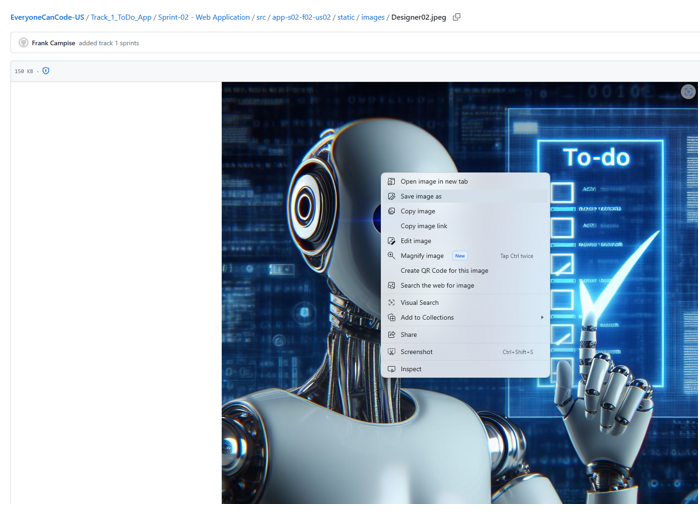 EveryoneCanCode-US / Track_1_ToDo_App / Sprint-02 - Web Application / src / app-s02-f02-us02 / static / images / Designer02.jpeg
Frank Campise added track 1 sprints
150 KB
To-do
Open image in new tab
Save image as
Copy image
Copy image link
Edit image
Magnify image New Tap Ctrl twice
Create QR Code for this image
Search the web for image
Visual Search
Add to Collections
Share
Screenshot Ctrl+Shift+S
Inspect